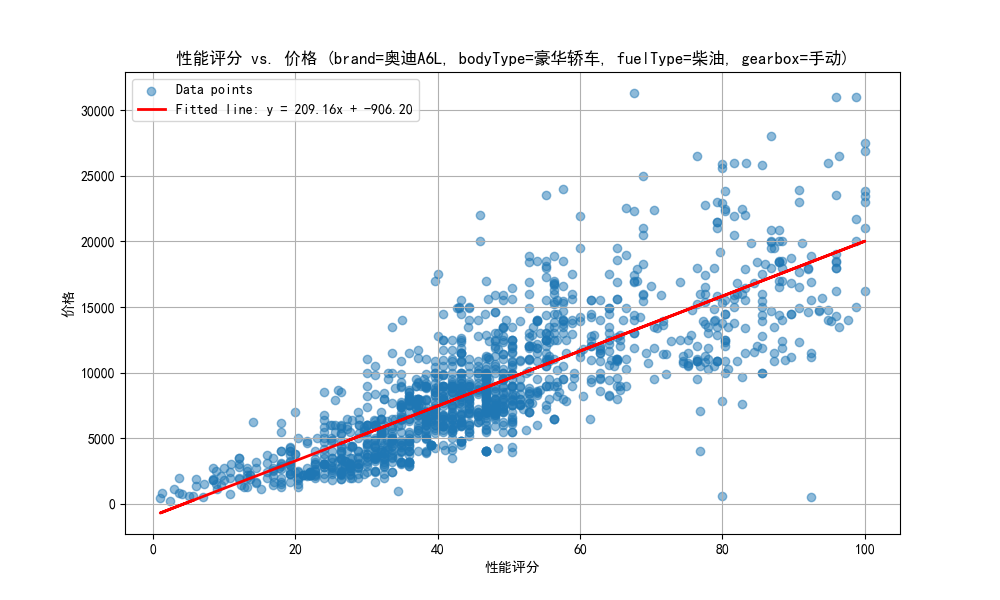 性能评分 vs. 价格 (brand=奥迪A6L, bodyType=豪华轿车, fuelType=柴油, gearbox=手动)
Data points
Fitted line: y = 209.16x + -906.20
30000
25000
20000
15000
10000
5000
0
价格
0 20 40 60 80 100
性能评分